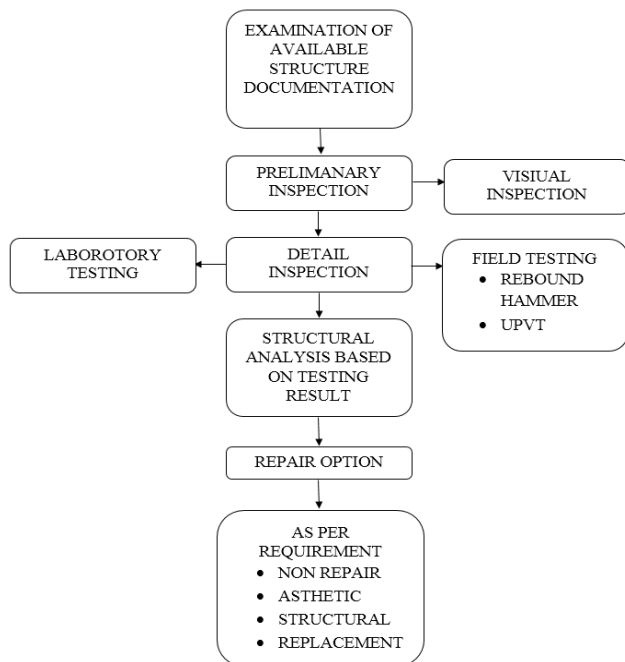 EXAMINATION OF
AVAILABLE
STRUCTURE
DOCUMENTATION
PRELIMANARY
INSPECTION
VISIUAL
INSPECTION
LABOROTORY
TESTING
DETAIL
INSPECTION
FIELD TESTING
• REBOUND
HAMMER
• UPVT
STRUCTURAL
ANALYSIS BASED
ON TESTING
RESULT
REPAIR OPTION
AS PER
REQUIREMENT
• NON REPAIR
• ASTHETIC
• STRUCTURAL
• REPLACEMENT